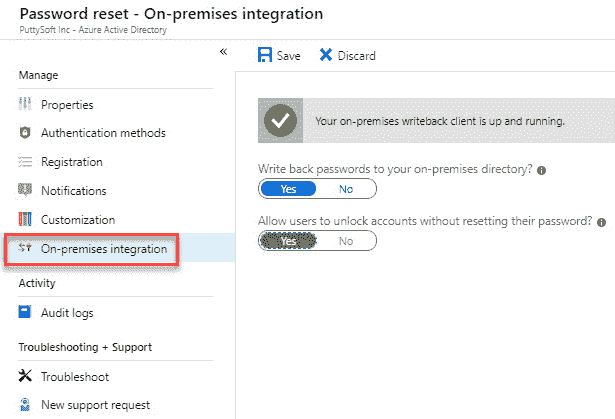 Password reset - On-premises integration
PuttySoft Inc - Azure Active Directory
«
Save Discard
Manage
Properties
Authentication methods
Registration
Notifications
Customization
On-premises integration
Activity
Audit logs
Troubleshooting + Support
Troubleshoot
New support request
Your on-premises writeback client is up and running.
Write back passwords to your on-premises directory?
Yes No
Allow users to unlock accounts without resetting their password?
Yes No